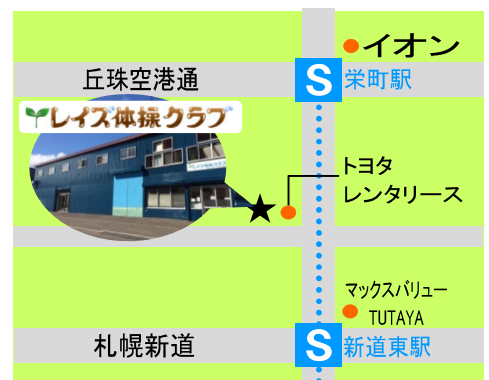 イオン
丘珠空港通
S
栄町駅
レイズ体操クラブ
トヨタ
レンタリース
マックスバリュー
TUTAYA
札幌新道
S
新道東駅